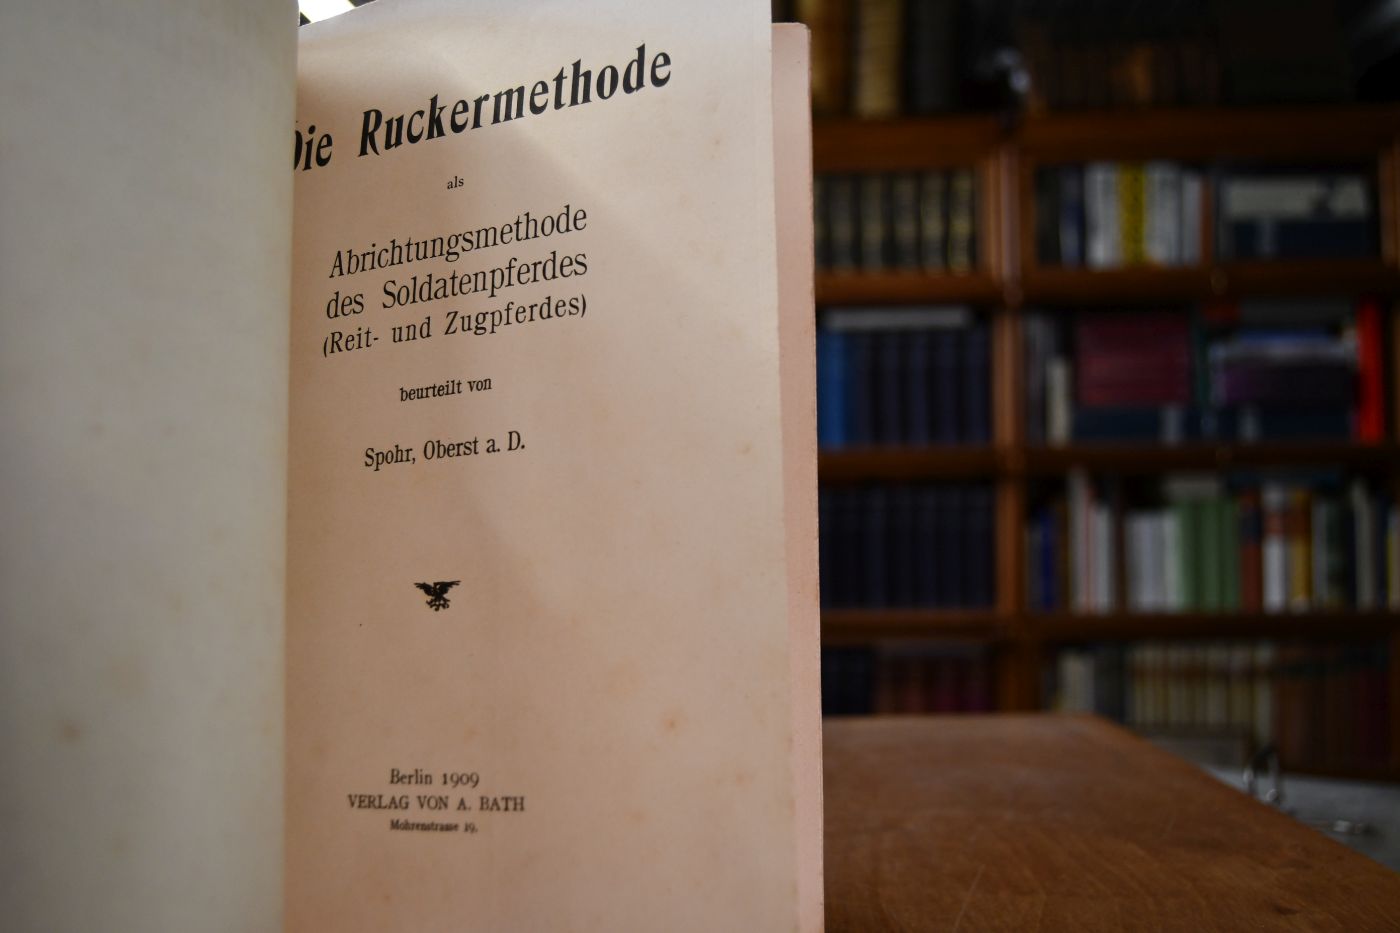 Die Ruckermethode
als
Abrichtungsmethode
des Soldatenpferdes
(Reit- und Zugpferdes)
beurteilt von
Spohr, Oberst a. D.
Berlin 1909
VERLAG VON A. BATH
Mohrenstrasse 19.